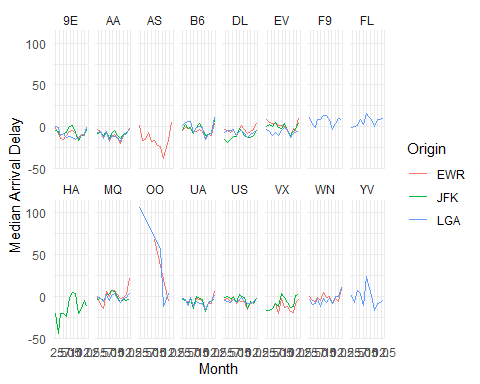 9E AA AS B6 DL EV F9 FL
100
50
0
-50
HA MQ OO UA US VX WN YV
100
50
0
-50
Month
Median Arrival Delay
Origin
EWR
JFK
LGA